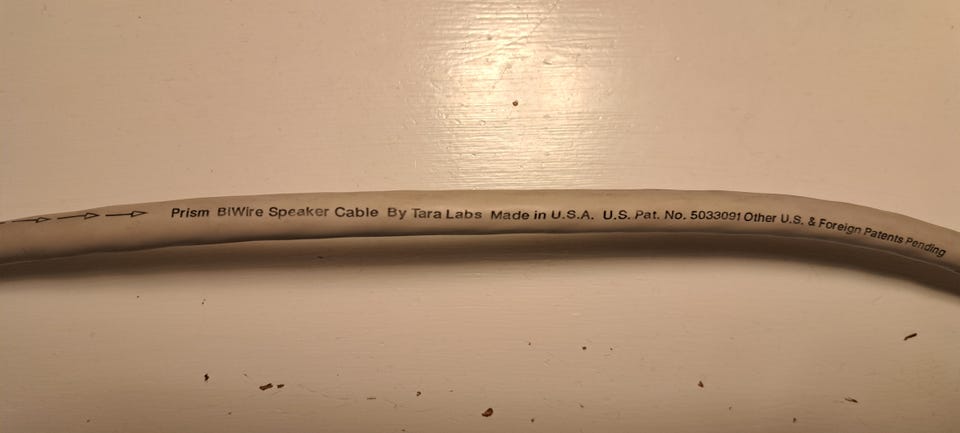 Prism BiWire Speaker Cable By Tara Labs Made in U.S.A. U.S. Pat. No. 5033091 Other U.S. & Foreign Patents Pending